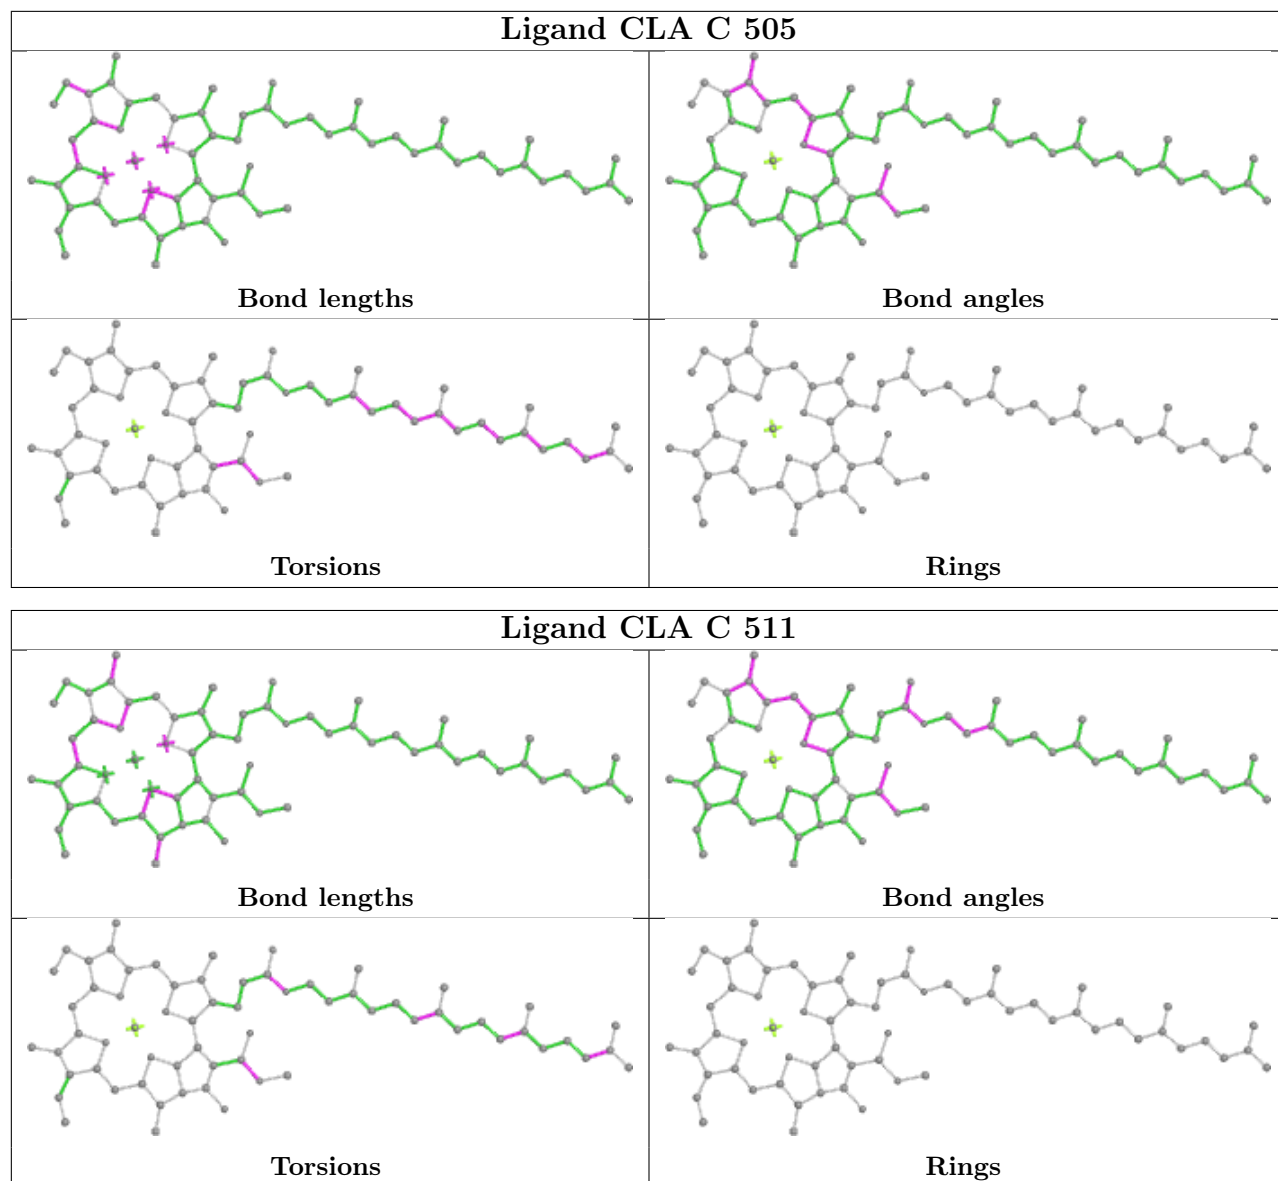 Ligand CLA C 505
Bond lengths
Bond angles
Torsions
Rings
Ligand CLA C 511
Bond lengths
Bond angles
Torsions
Rings